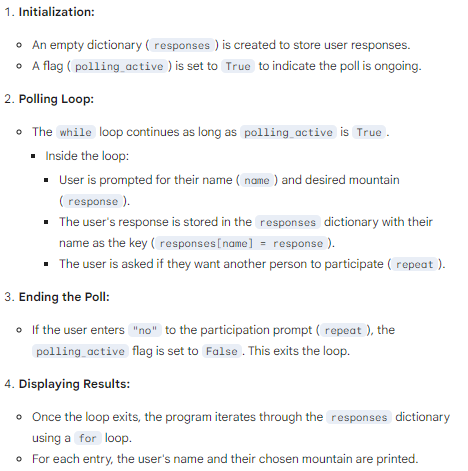 1. Initialization:
○ An empty dictionary ( responses ) is created to store user responses.
○ A flag ( polling_active ) is set to True to indicate the poll is ongoing.
2. Polling Loop:
○ The while loop continues as long as polling_active is True .
■ Inside the loop:
■ User is prompted for their name ( name ) and desired mountain
( response ).
■ The user's response is stored in the responses dictionary with their
name as the key ( responses[name] = response ).
■ The user is asked if they want another person to participate ( repeat ).
3. Ending the Poll:
○ If the user enters "no" to the participation prompt ( repeat ), the
polling_active flag is set to False . This exits the loop.
4. Displaying Results:
○ Once the loop exits, the program iterates through the responses dictionary
using a for loop.
○ For each entry, the user's name and their chosen mountain are printed.